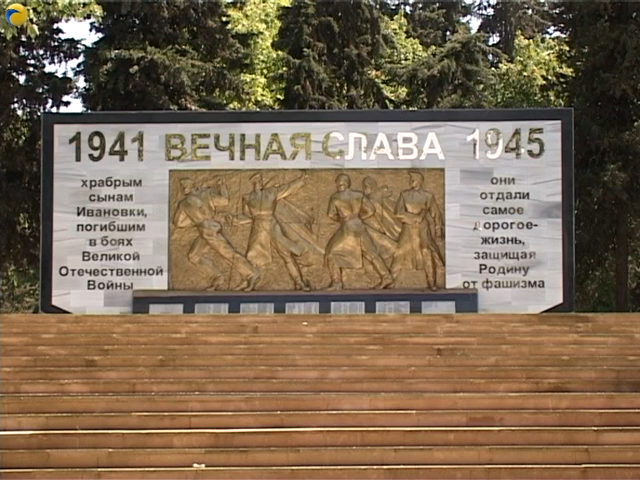 1941 ВЕЧНАЯ СЛАВА 1945
храбрым
сынам
Ивановки,
погибшим
в боях
Великой
Отечественной
Войны
они
отдали
самое
дорогое-
жизнь,
защищая
Родину
от фашизма